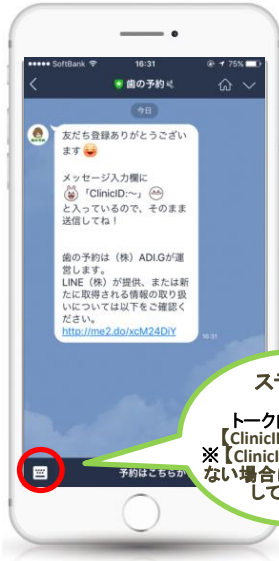 SoftBank 16:31 75%
歯の予約
今日
友だち登録ありがとうござい
ます
メッセージ入力欄に
「ClinicID:～」
と入っているので、そのまま
送信してね！
歯の予約は（株）ADI.Gが運
営します。
LINE（株）が提供、または新
たに取得される情報の取り扱
いについては以下をご確認く
ださい。
http://me2.do/xcM24DiY
16:31
予約はこちらか
ス
トーク
【ClinicI
※【Clinicl
ない場合
して